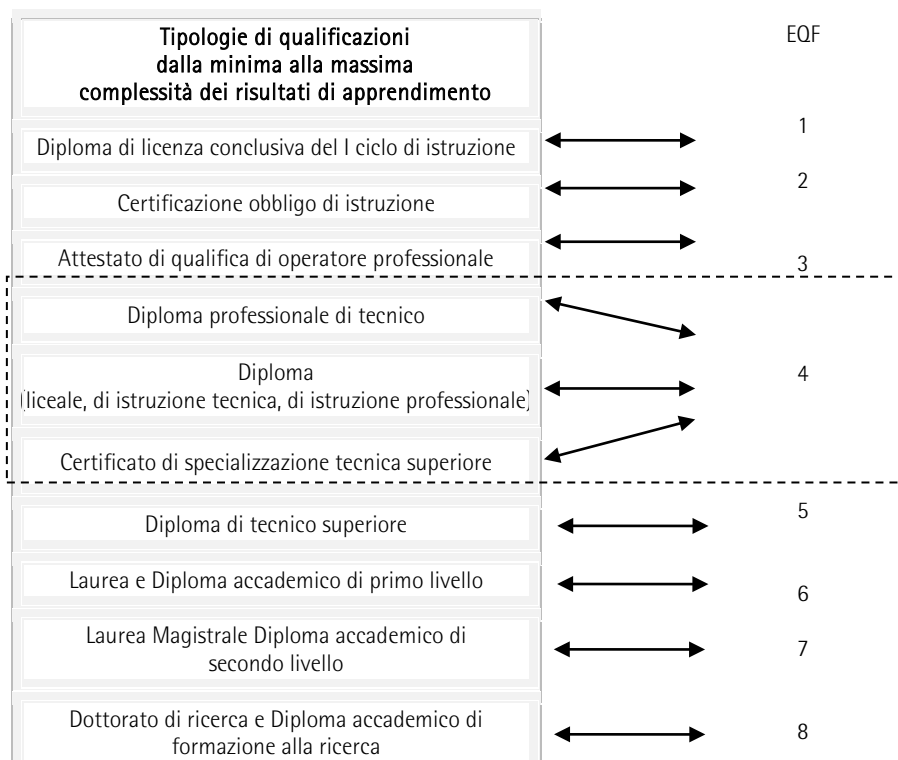 Tipologie di qualificazioni
dalla minima alla massima
complessità dei risultati di apprendimento
EQF
Diploma di licenza conclusiva del I ciclo di istruzione
1
Certificazione obbligo di istruzione
2
Attestato di qualifica di operatore professionale
3
Diploma professionale di tecnico
Diploma
(liceale, di istruzione tecnica, di istruzione professionale)
4
Certificato di specializzazione tecnica superiore
Diploma di tecnico superiore
5
Laurea e Diploma accademico di primo livello
6
Laurea Magistrale Diploma accademico di
secondo livello
7
Dottorato di ricerca e Diploma accademico di
formazione alla ricerca
8